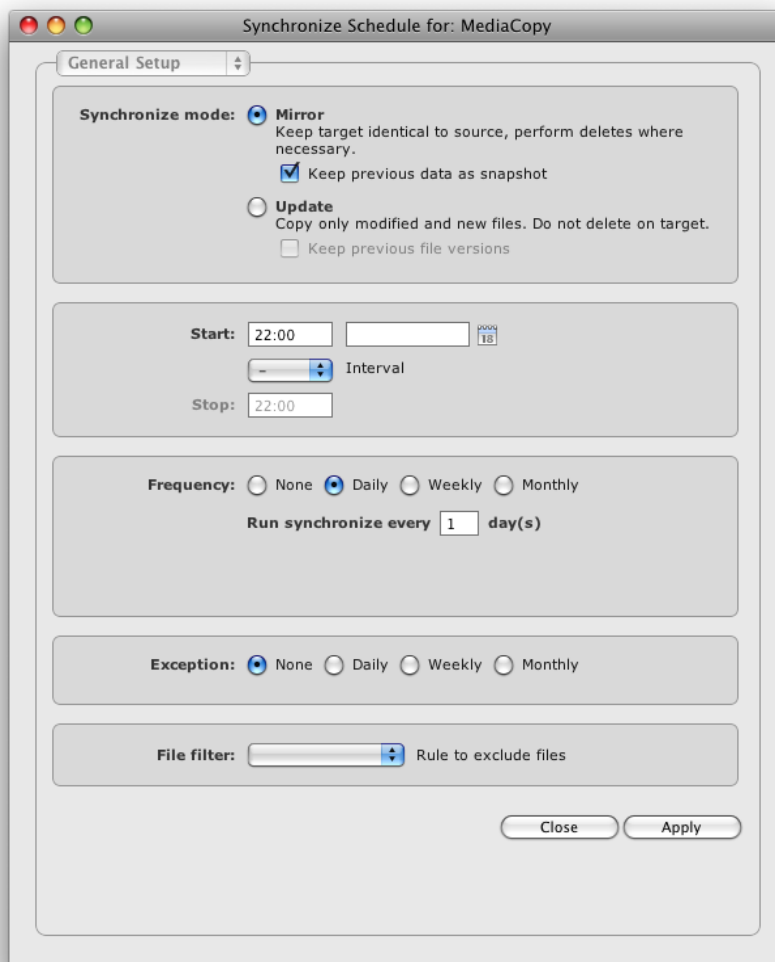 Synchronize Schedule for: MediaCopy
General Setup
Synchronize mode: Mirror
Keep target identical to source, perform deletes where
necessary.
Keep previous data as snapshot
Update
Copy only modified and new files. Do not delete on target.
Keep previous file versions
Start: 22:00
18
– Interval
Stop: 22:00
Frequency: None Daily Weekly Monthly
Run synchronize every 1 day(s)
Exception: None Daily Weekly Monthly
File filter: Rule to exclude files
Close Apply